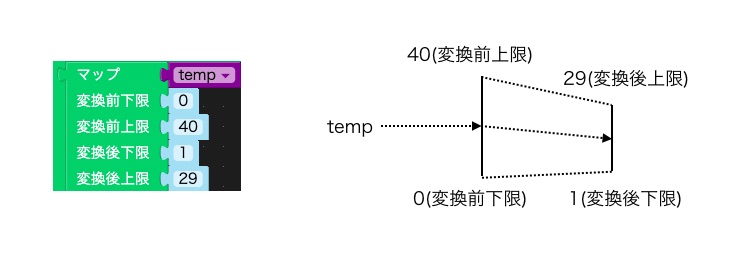 マップ temp
変換前下限 0
変換前上限 40
変換後下限 1
変換後上限 29
40(変換前上限)
29(変換後上限)
temp
0(変換前下限)
1(変換後下限)